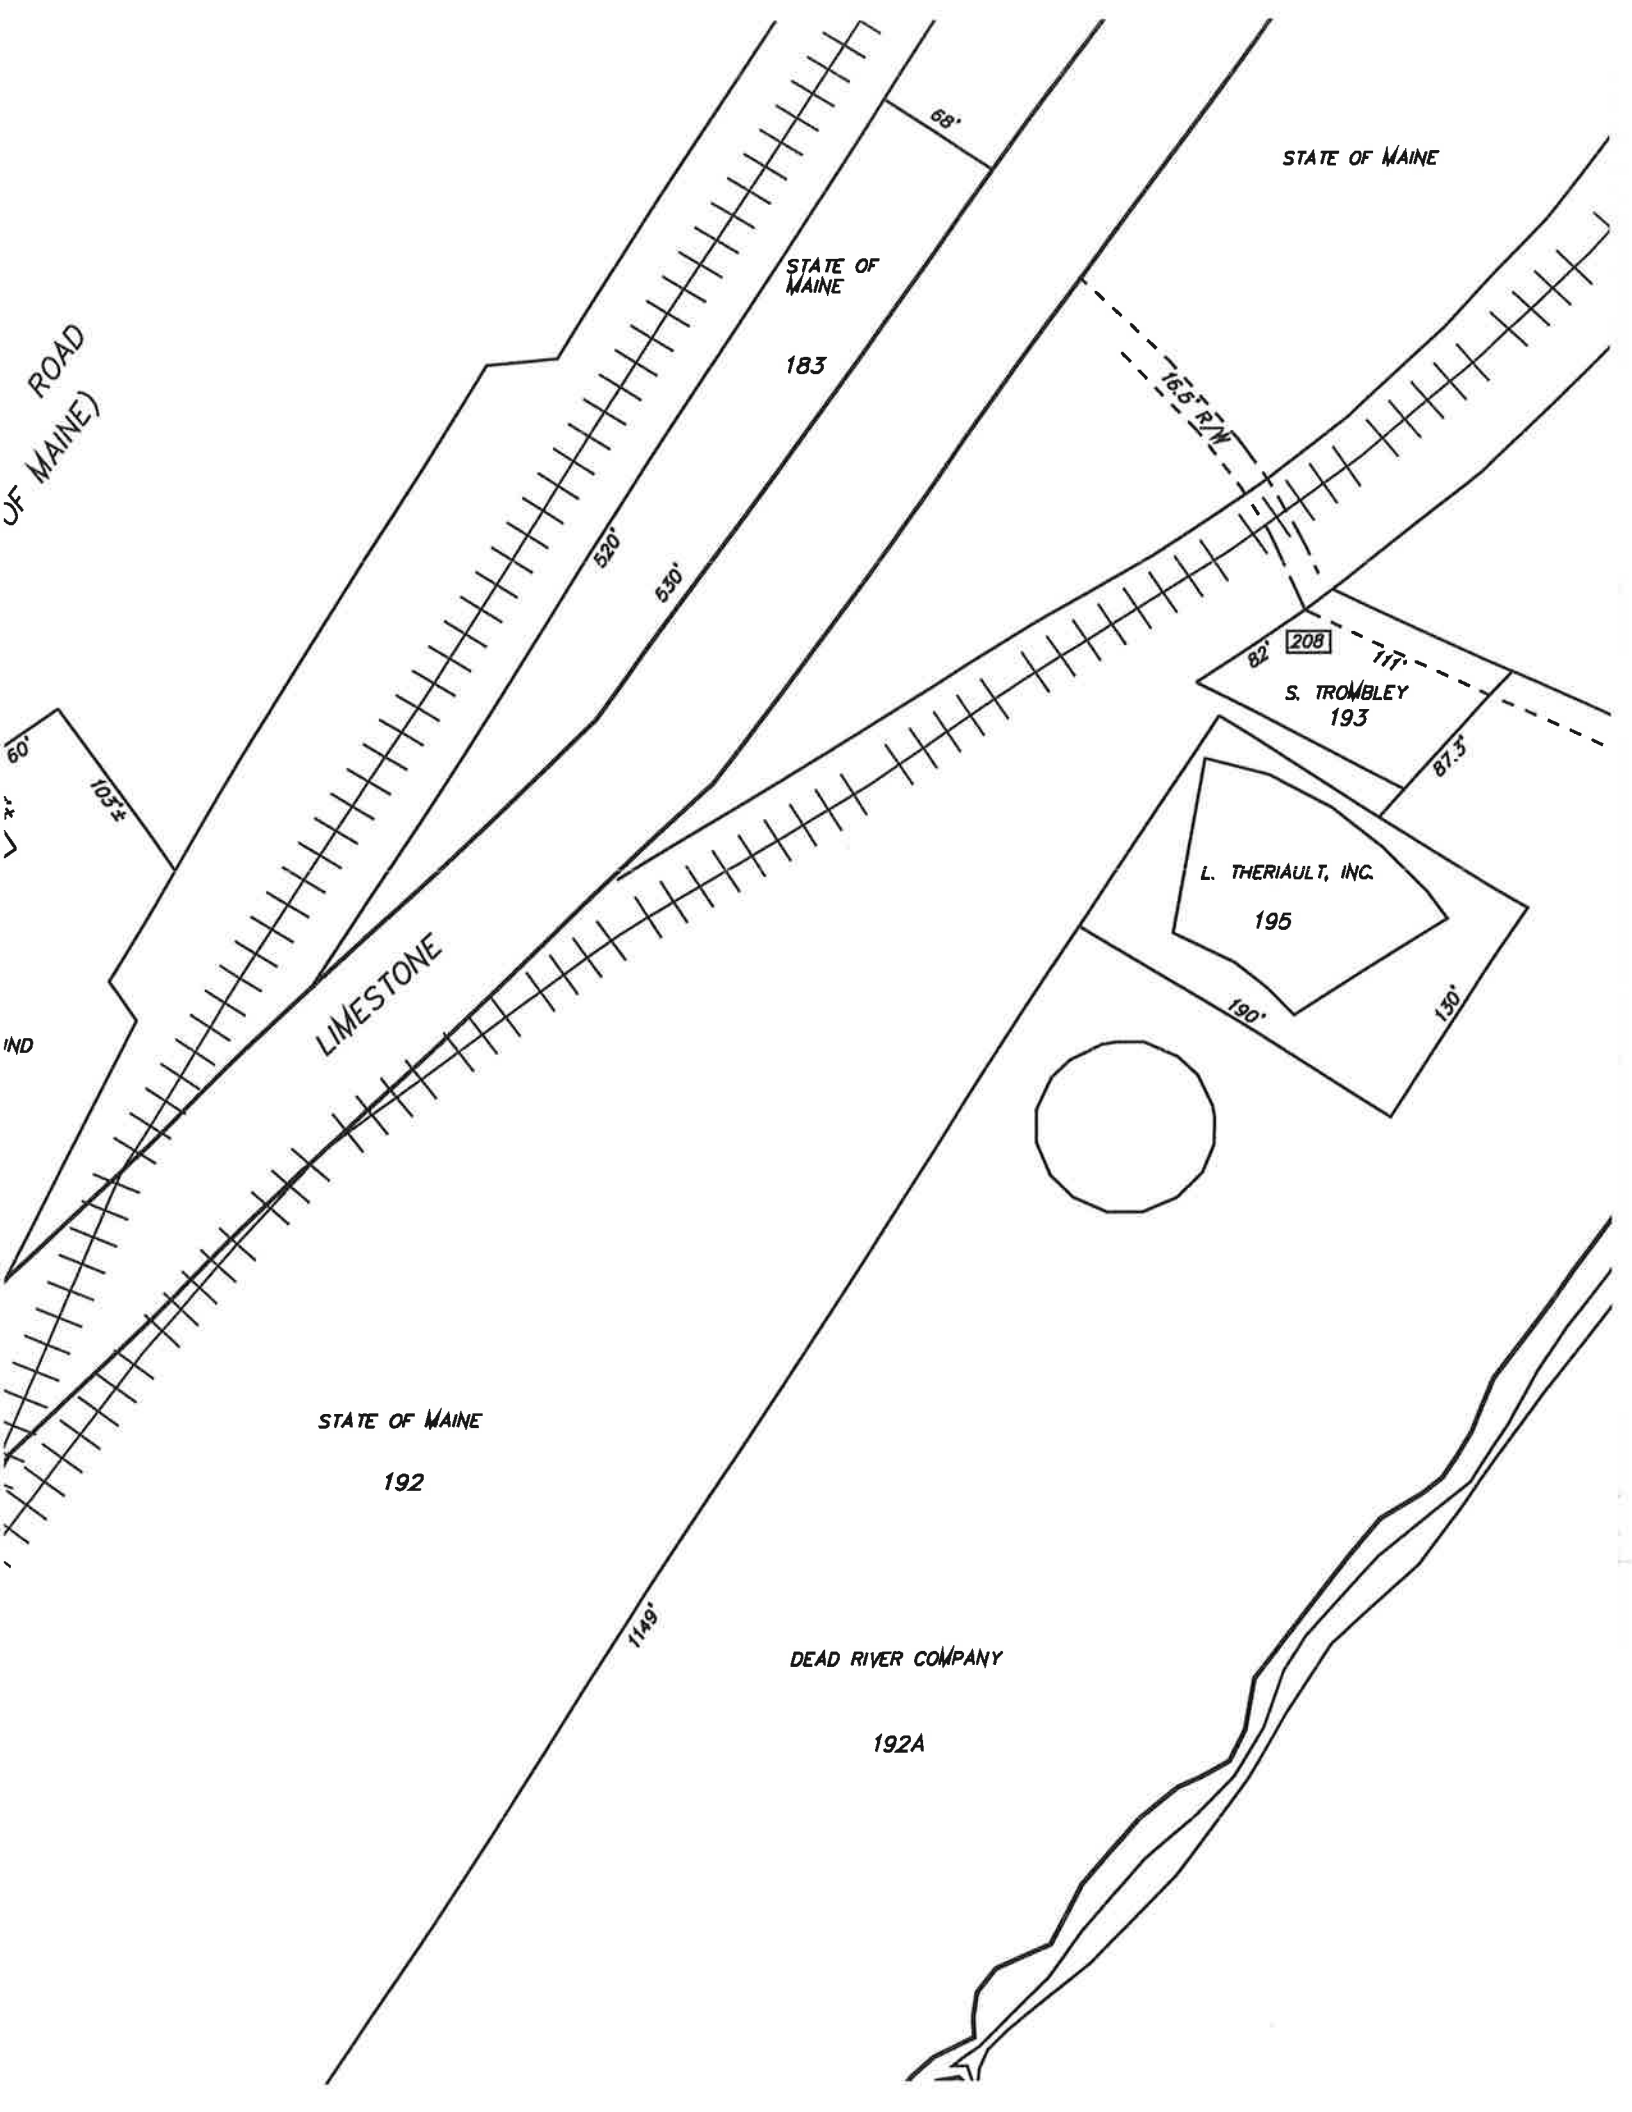 68'
STATE OF MAINE
STATE OF
MAINE
183
ROAD
OF MAINE)
16.5' R/W
520'
530'
82'
208
111'
S. TROMBLEY
193
60'
103'±
87.3'
L. THERIAULT, INC.
195
LIMESTONE
190'
130'
IND
STATE OF MAINE
192
1149'
DEAD RIVER COMPANY
192A